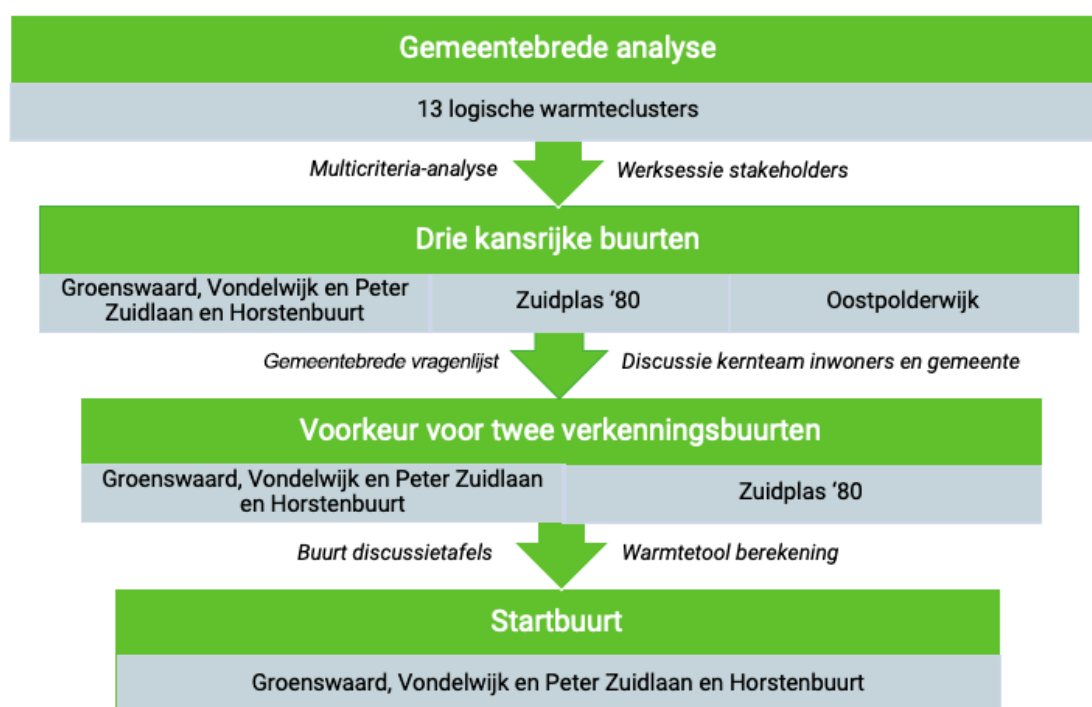 Gemeentebrede analyse
13 logische warmteclusters
Multicriteria-analyse
Werksessie stakeholders
Drie kansrijke buurten
Groenswaard, Vondelwijk en Peter
Zuidlaan en Horstenbuurt
Zuidplas ‘80
Oostpolderwijk
Gemeentebrede vragenlijst
Discussie kernteam inwoners en gemeente
Voorkeur voor twee verkenningsbuurten
Groenswaard, Vondelwijk en Peter Zuidlaan
en Horstenbuurt
Zuidplas ‘80
Buurt discussietafels
Warmtetool berekening
Startbuurt
Groenswaard, Vondelwijk en Peter Zuidlaan en Horstenbuurt